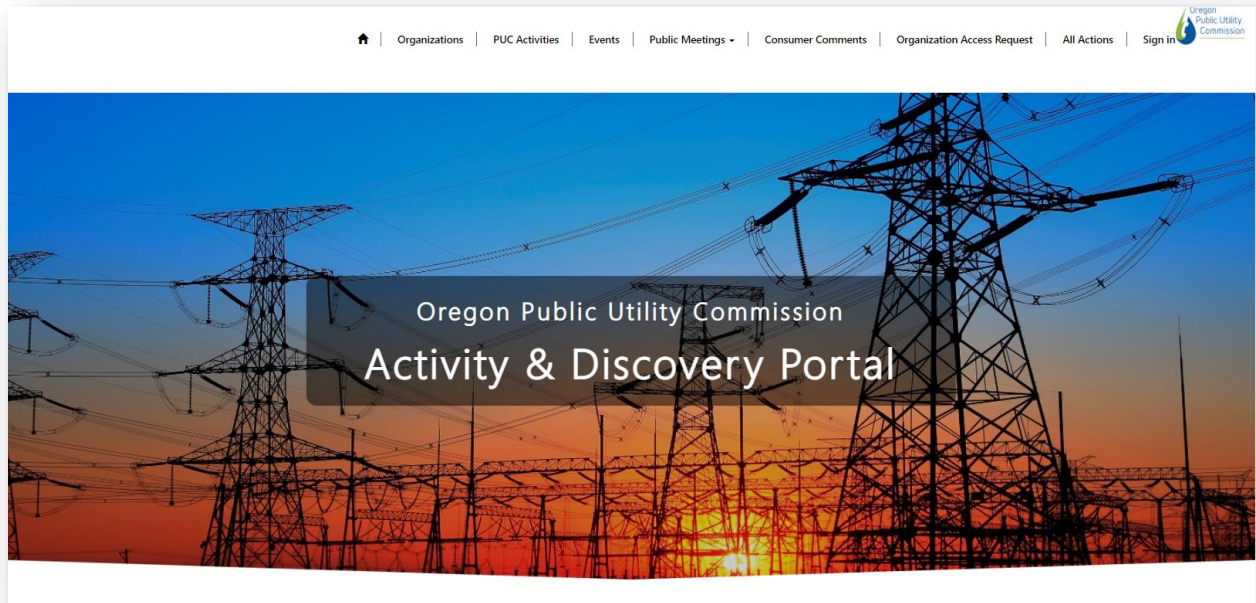 Organizations | PUC Activities | Events | Public Meetings | Consumer Comments | Organization Access Request | All Actions | Sign in
Oregon
Public Utility
Commission
Oregon Public Utility Commission
Activity & Discovery Portal